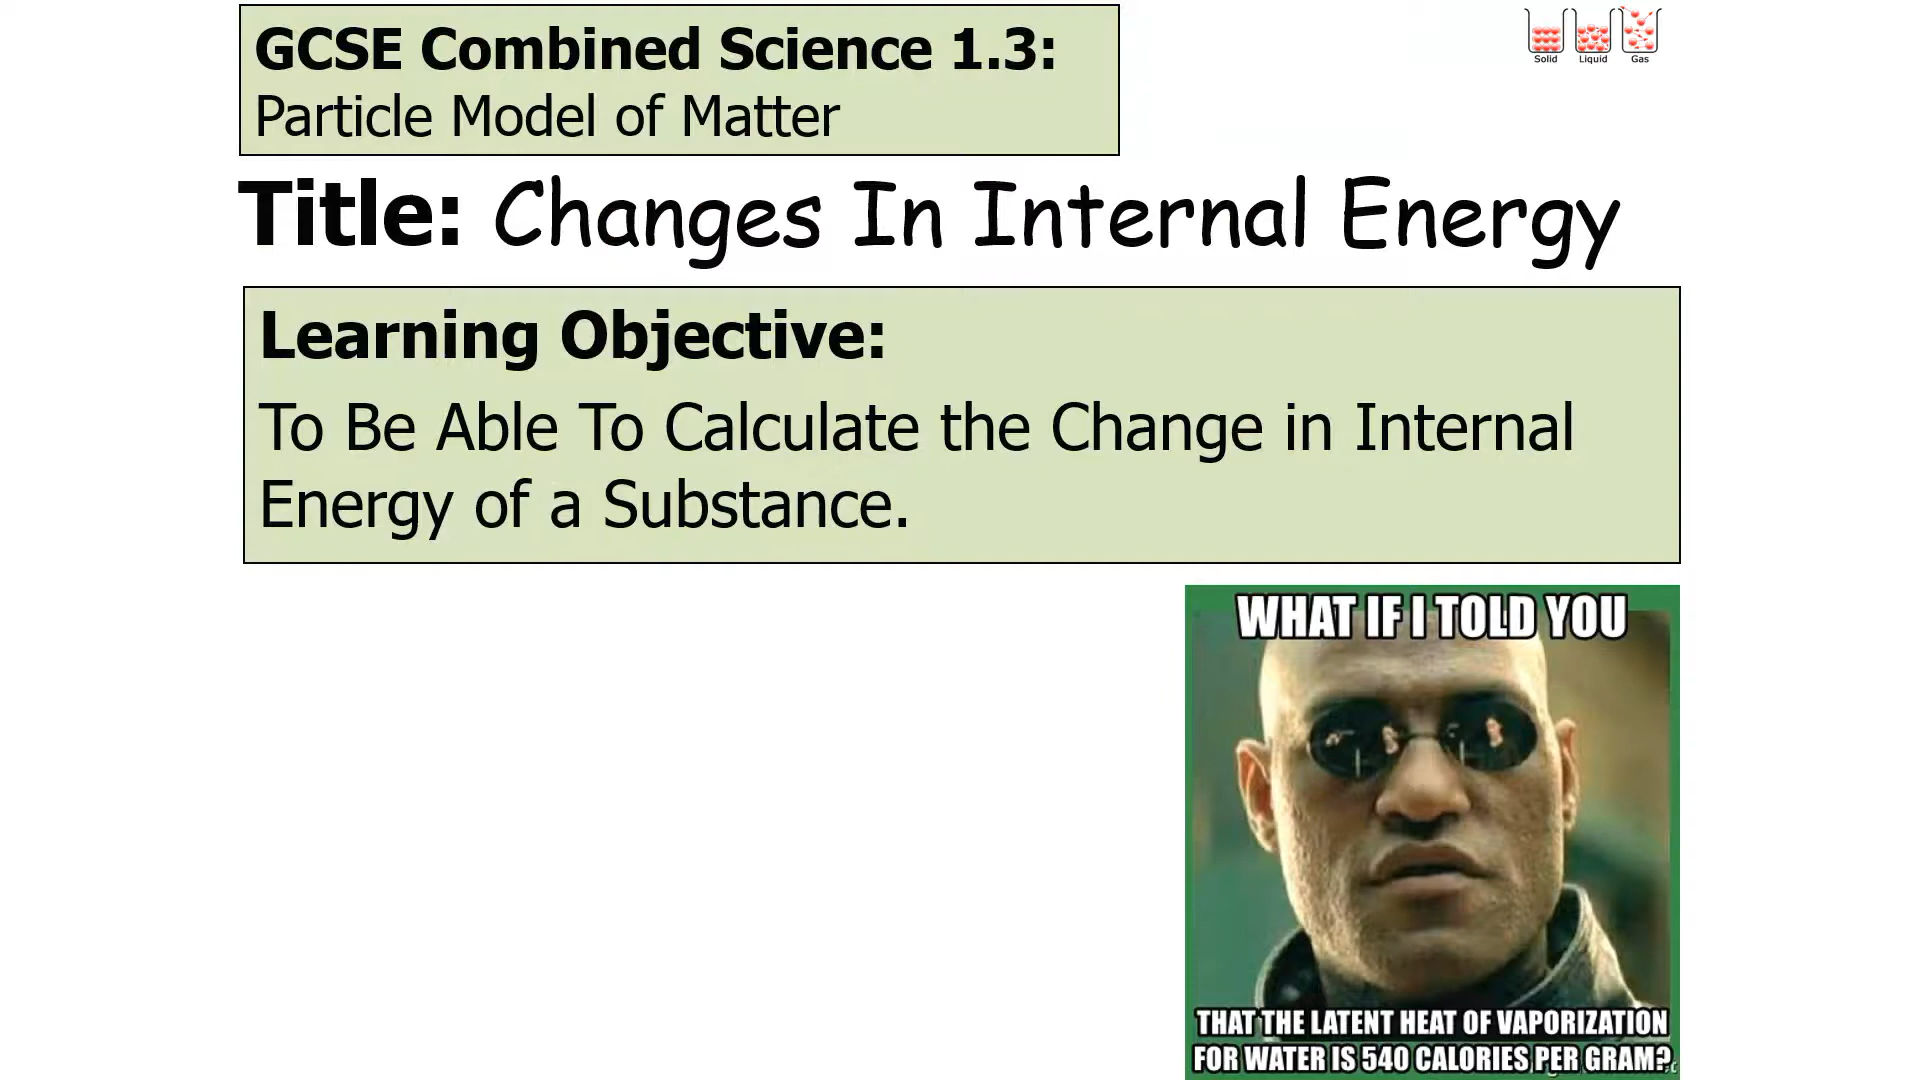 GCSE Combined Science 1.3:
Particle Model of Matter
Solid Liquid Gas
Title: Changes In Internal Energy
Learning Objective:
To Be Able To Calculate the Change in Internal
Energy of a Substance.
WHAT IF I TOLD YOU
THAT THE LATENT HEAT OF VAPORIZATION
FOR WATER IS 540 CALORIES PER GRAM?